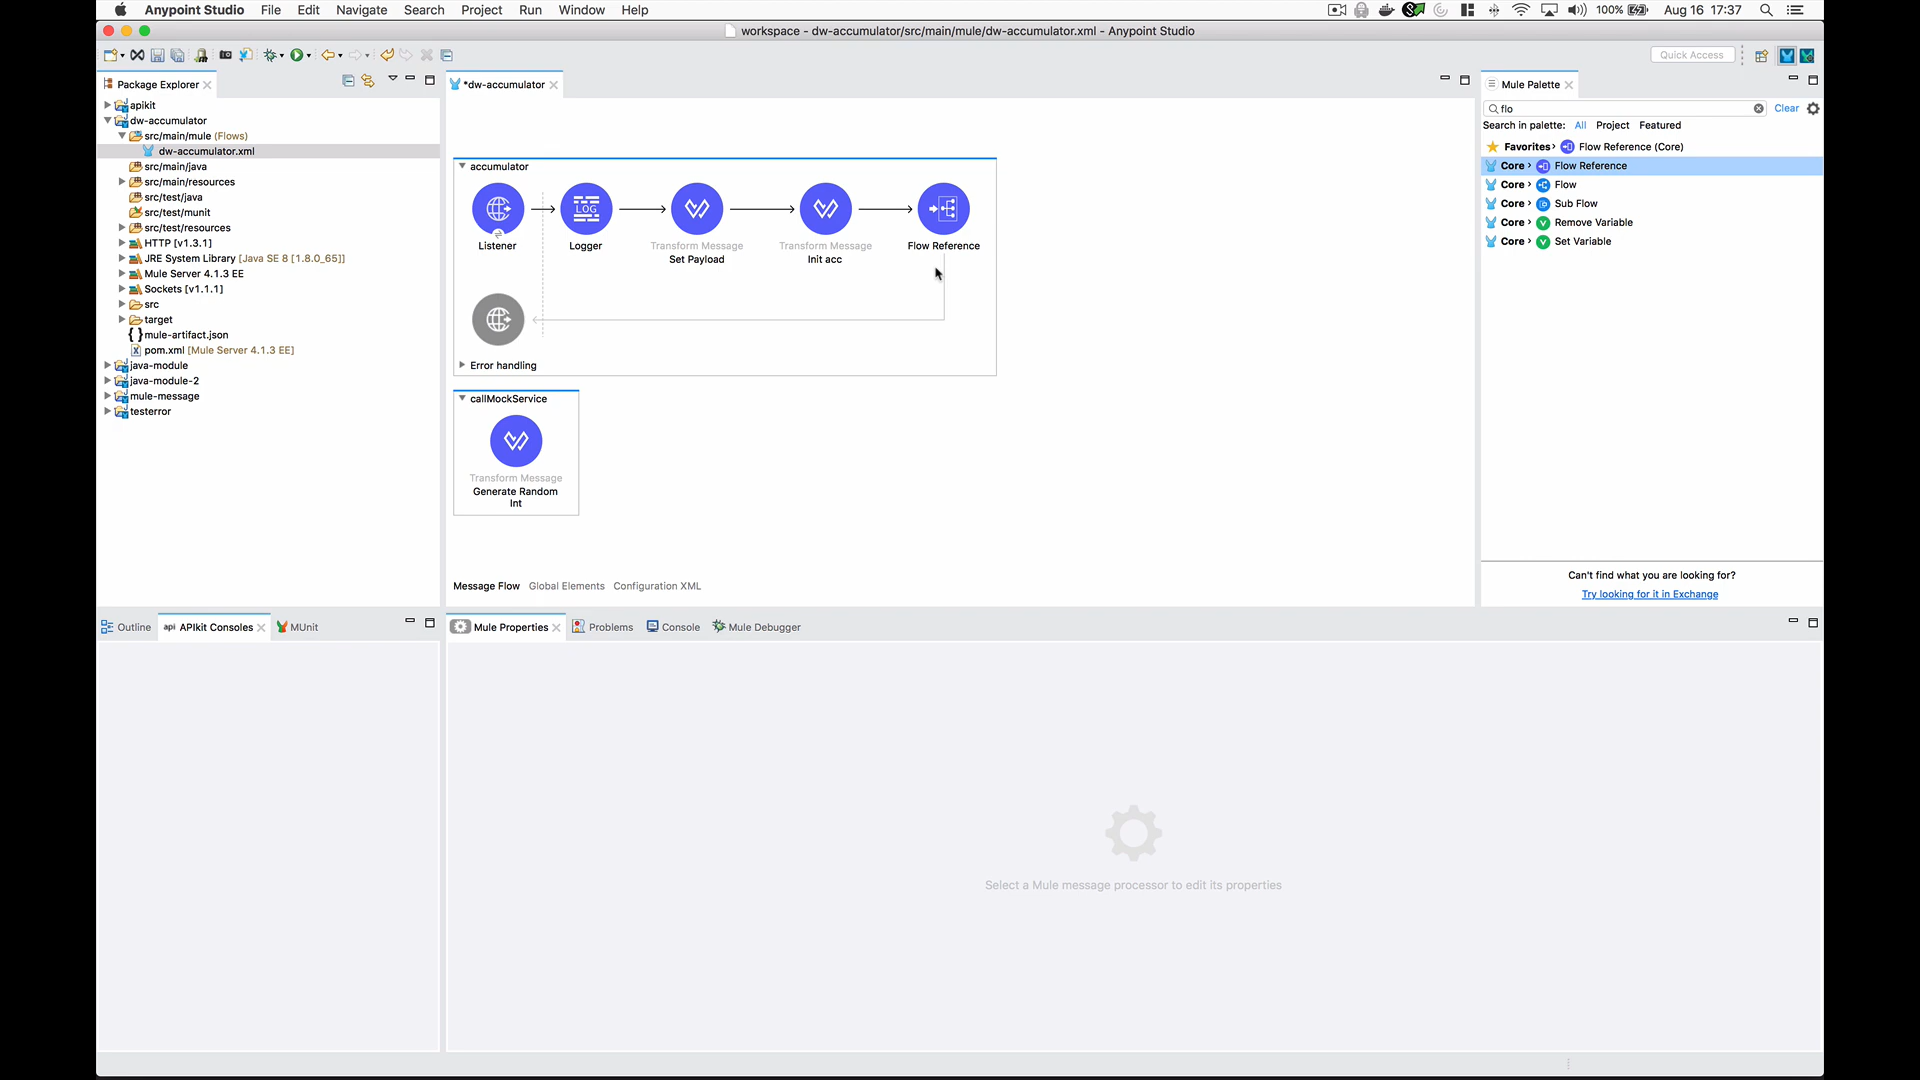 Anypoint Studio File Edit Navigate Search Project Run Window Help 100% Aug 16 17:37
workspace - dw-accumulator/src/main/mule/dw-accumulator.xml - Anypoint Studio
Quick Access
Package Explorer
apikit
dw-accumulator
src/main/mule (Flows)
dw-accumulator.xml
src/main/java
src/main/resources
src/test/java
src/test/munit
src/test/resources
HTTP [v1.3.1]
JRE System Library [Java SE 8 [1.8.0_65]]
Mule Server 4.1.3 EE
Sockets [v1.1.1]
src
target
mule-artifact.json
pom.xml [Mule Server 4.1.3 EE]
java-module
java-module-2
mule-message
testerror
*dw-accumulator
accumulator
LOG
Listener
Logger
Transform Message
Set Payload
Transform Message
Init acc
Flow Reference
Error handling
callMockService
Transform Message
Generate Random
Int
Message Flow Global Elements Configuration XML
Mule Palette
flo
Clear
Search in palette: All Project Featured
Favorites› Flow Reference (Core)
Core › Flow Reference
Core › Flow
Core › Sub Flow
Core › Remove Variable
Core › Set Variable
Can't find what you are looking for?
Try looking for it in Exchange
Outline api APIkit Consoles MUnit
Mule Properties Problems Console Mule Debugger
Select a Mule message processor to edit its properties